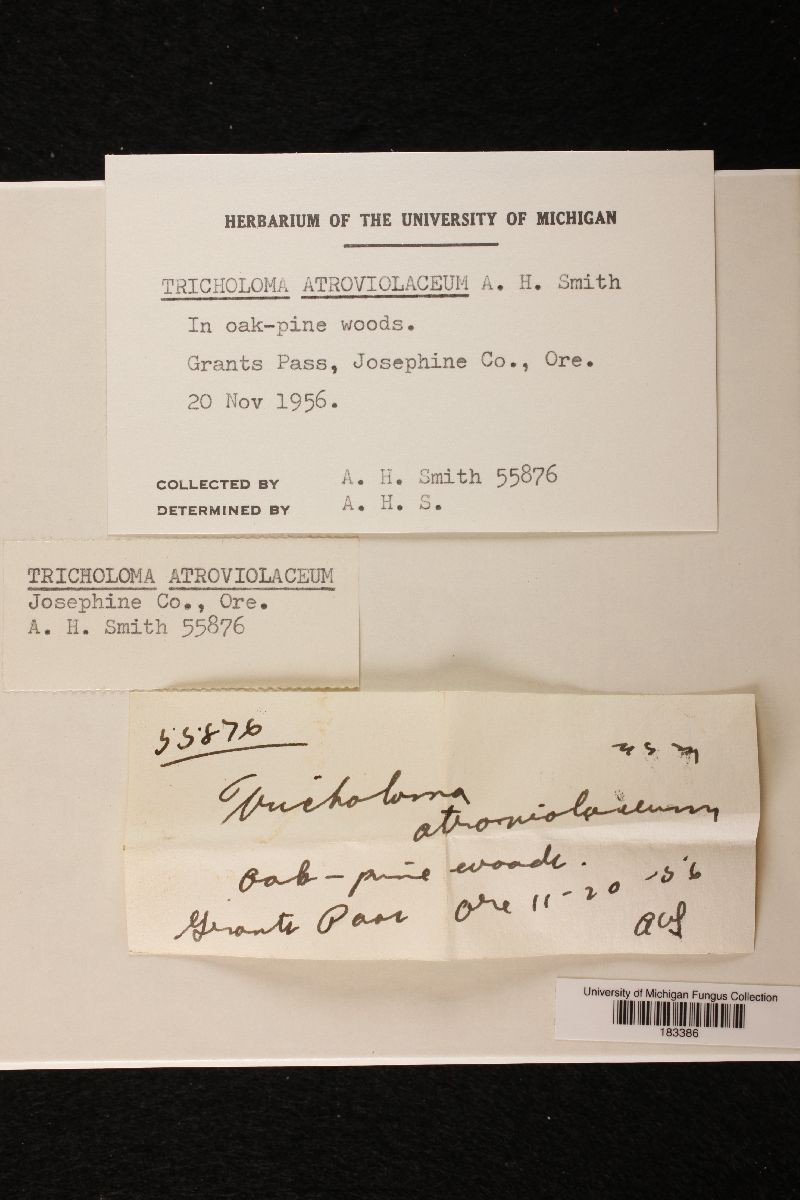 HERBARIUM OF THE UNIVERSITY OF MICHIGAN
TRICHOLOMA ATROVIOLACEUM A. H. Smith
In oak-pine woods.
Grants Pass, Josephine Co., Ore.
20 Nov 1956.
COLLECTED BY A. H. Smith 55876
DETERMINED BY A. H. S.
TRICHOLOMA ATROVIOLACEUM
Josephine Co., Ore.
A. H. Smith 55876
55876
Tricholoma
atroviolaceum
oak-pine woods.
Grants Pass Ore 11-20-56
AHS
University of Michigan Fungus Collection
183386